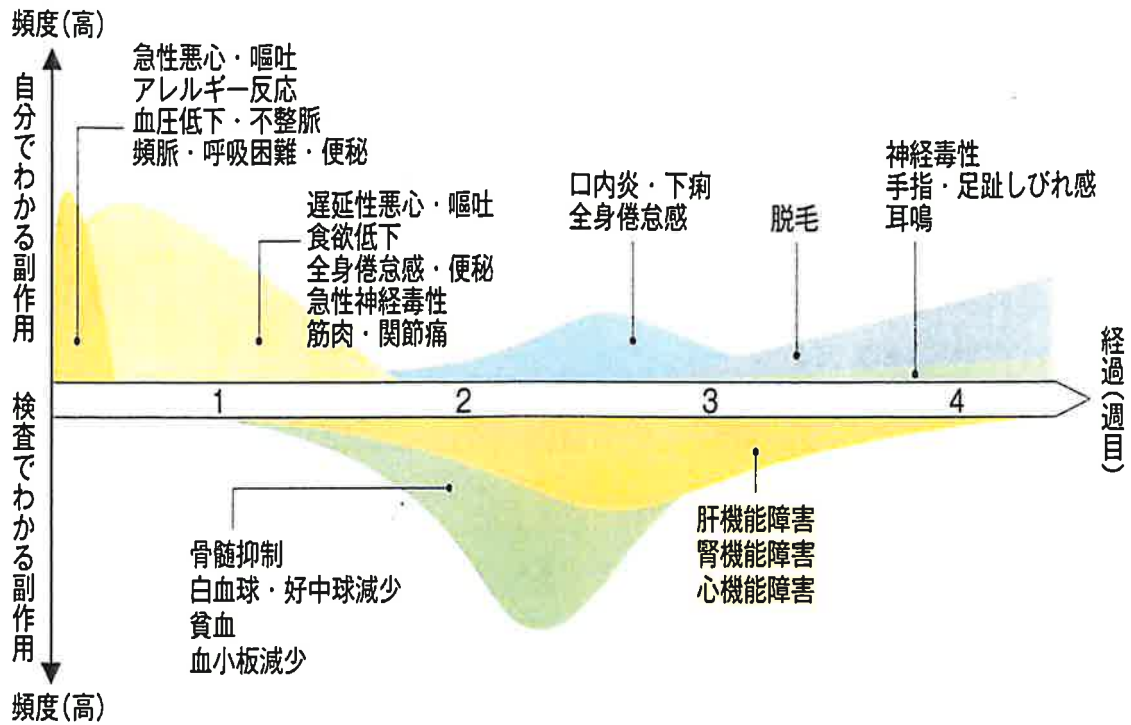 頻度(高)
自分でわかる副作用
急性悪心・嘔吐
アレルギー反応
血圧低下・不整脈
頻脈・呼吸困難・便秘
遅延性悪心・嘔吐
食欲低下
全身倦怠感・便秘
急性神経毒性
筋肉・関節痛
口内炎・下痢
全身倦怠感
脱毛
神経毒性
手指・足趾しびれ感
耳鳴
1 2 3 4
経過(週目)
検査でわかる副作用
骨髄抑制
白血球・好中球減少
貧血
血小板減少
肝機能障害
腎機能障害
心機能障害
頻度(高)